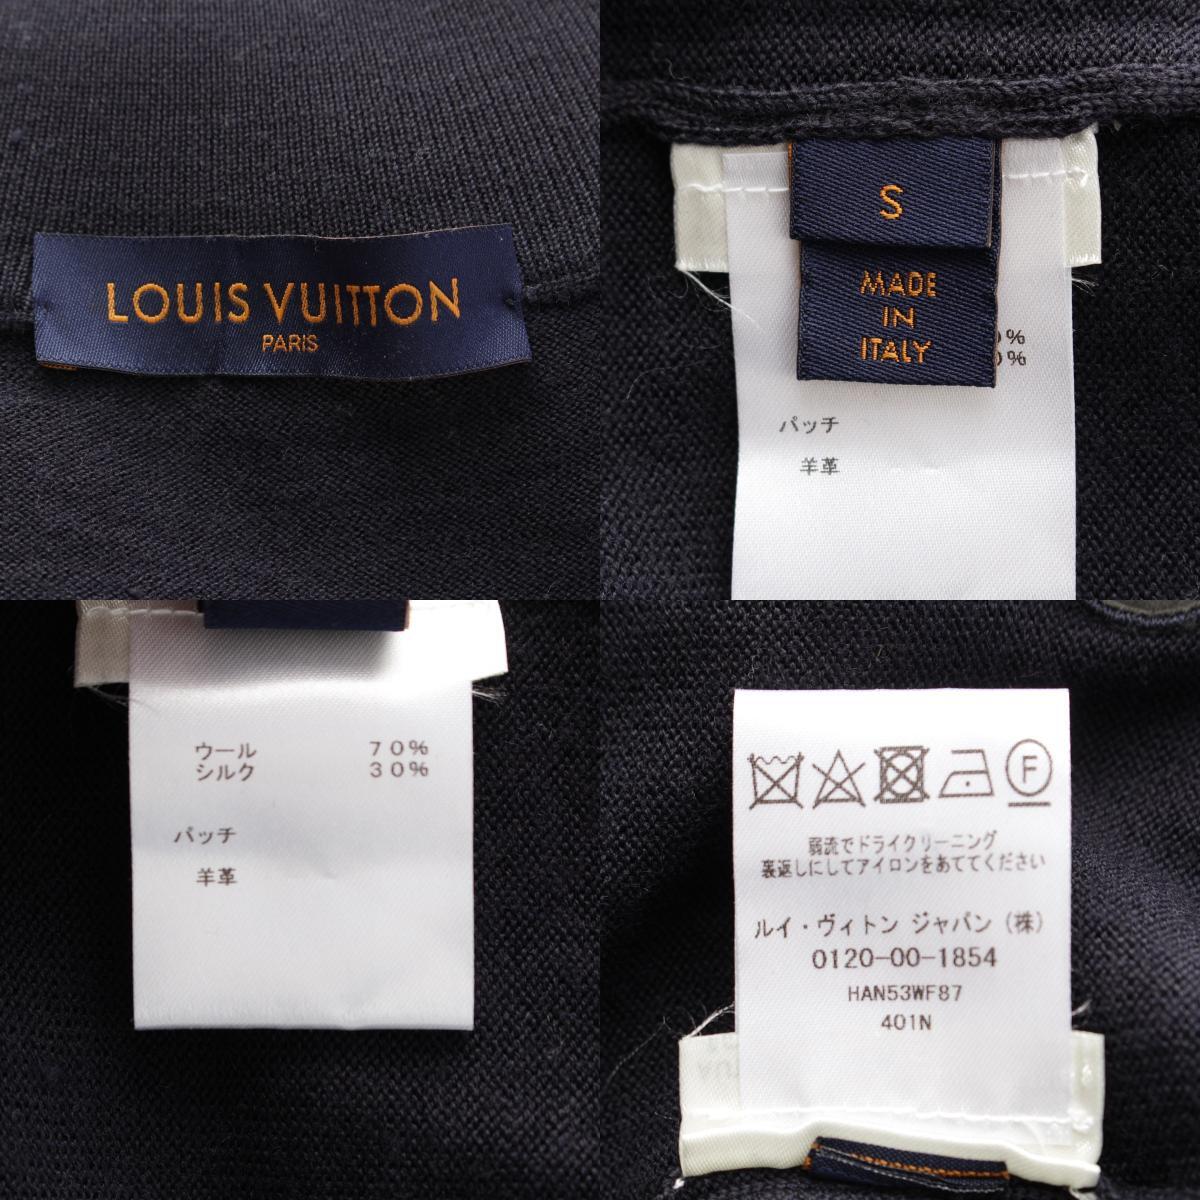 LOUIS VUITTON
PARIS
S
MADE
IN
ITALY
0%
0%
パッチ
羊革
ウール 70%
シルク 30%
パッチ
羊革
F
弱流でドライクリーニング
裏返しにしてアイロンをあててください
ルイ・ヴィトン ジャパン（株）
0120-00-1854
HAN53WF87
401N